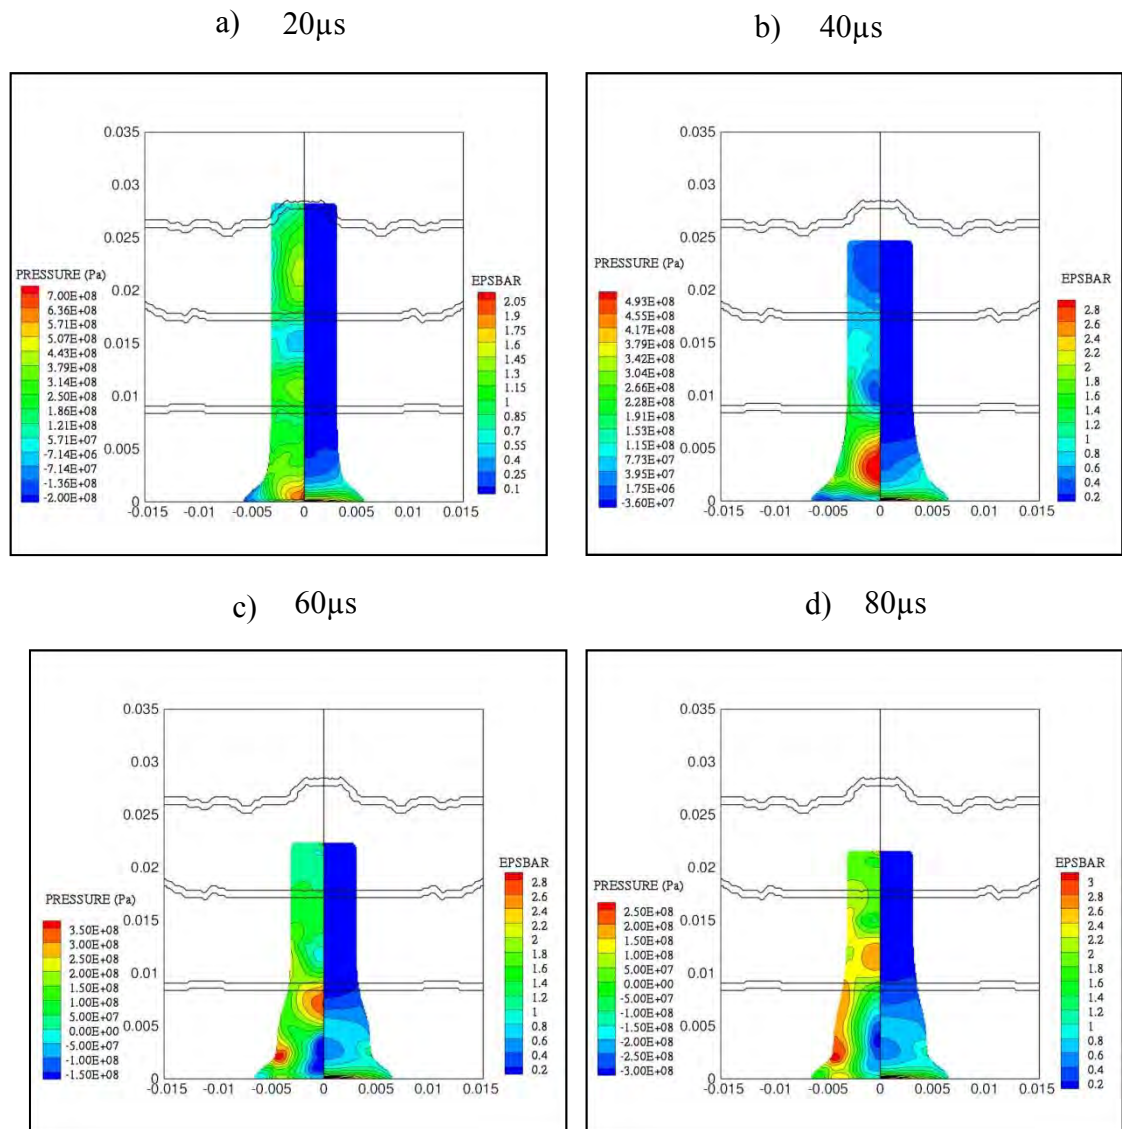 a) 20µs
b) 40µs
0.035
0.03
0.025
0.02
0.015
0.01
0.005
0
-0.015 -0.01 -0.005 0 0.005 0.01 0.015
PRESSURE (Pa)
7.00E+08
6.36E+08
5.71E+08
5.07E+08
4.43E+08
3.79E+08
3.14E+08
2.50E+08
1.86E+08
1.21E+08
5.71E+07
-7.14E+06
-7.14E+07
-1.36E+08
-2.00E+08
EPSBAR
2.05
1.9
1.75
1.6
1.45
1.3
1.15
1
0.85
0.7
0.55
0.4
0.25
0.1
0.035
0.03
0.025
0.02
0.015
0.01
0.005
0
-0.015 -0.01 -0.005 0 0.005 0.01 0.015
PRESSURE (Pa)
4.93E+08
4.55E+08
4.17E+08
3.79E+08
3.42E+08
3.04E+08
2.66E+08
2.28E+08
1.91E+08
1.53E+08
1.15E+08
7.73E+07
3.95E+07
1.75E+06
-3.60E+07
EPSBAR
2.8
2.6
2.4
2.2
2
1.8
1.6
1.4
1.2
1
0.8
0.6
0.4
0.2
c) 60µs
d) 80µs
0.035
0.03
0.025
0.02
0.015
0.01
0.005
0
-0.015 -0.01 -0.005 0 0.005 0.01 0.015
PRESSURE (Pa)
3.50E+08
3.00E+08
2.50E+08
2.00E+08
1.50E+08
1.00E+08
5.00E+07
0.00E+00
-5.00E+07
-1.00E+08
-1.50E+08
EPSBAR
2.8
2.6
2.4
2.2
2
1.8
1.6
1.4
1.2
1
0.8
0.6
0.4
0.2
0.035
0.03
0.025
0.02
0.015
0.01
0.005
0
-0.015 -0.01 -0.005 0 0.005 0.01 0.015
PRESSURE (Pa)
2.50E+08
2.00E+08
1.50E+08
1.00E+08
5.00E+07
0.00E+00
-5.00E+07
-1.00E+08
-1.50E+08
-2.00E+08
-2.50E+08
-3.00E+08
EPSBAR
3
2.8
2.6
2.4
2.2
2
1.8
1.6
1.4
1.2
1
0.8
0.6
0.4
0.2